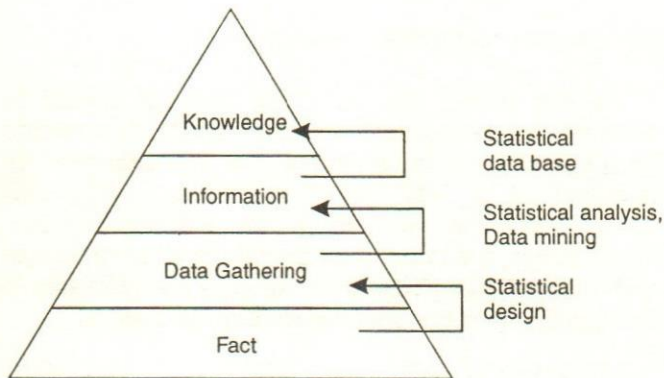 Knowledge
Statistical
data base
Information
Statistical analysis,
Data mining
Data Gathering
Statistical
design
Fact